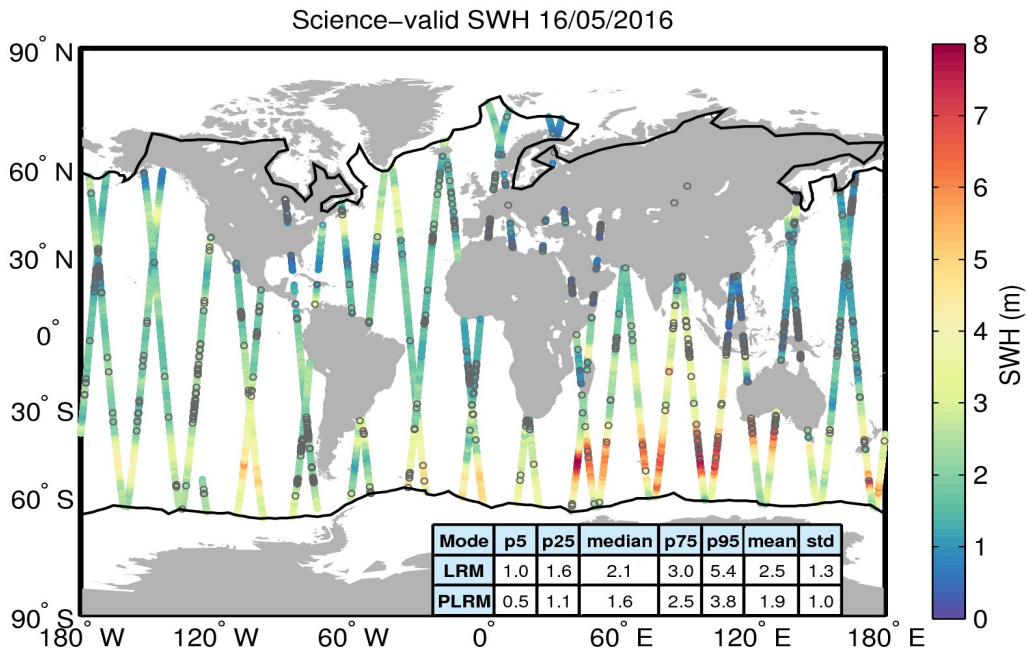 Science−valid SWH 16/05/2016
90° N
60° N
30° N
0°
30° S
60° S
90° S
180° W
120° W
60° W
0°
60° E
120° E
180° E
Mode p5 p25 median p75 p95 mean std
LRM 1.0 1.6 2.1 3.0 5.4 2.5 1.3
PLRM 0.5 1.1 1.6 2.5 3.8 1.9 1.0
8
7
6
5
4
3
2
1
0
SWH (m)